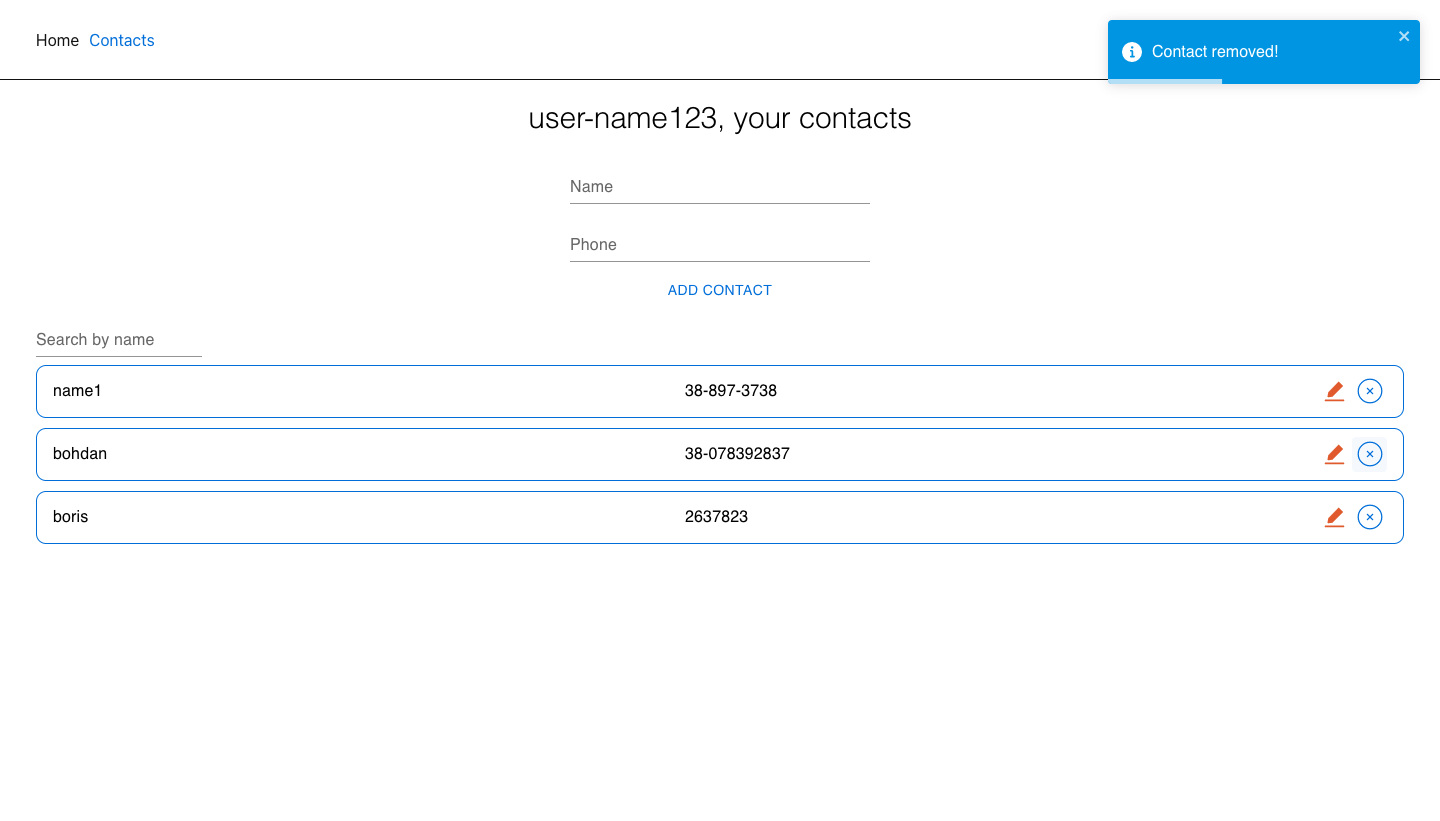 Home Contacts
Contact removed!
user-name123, your contacts
Name
Phone
ADD CONTACT
Search by name
name1 38-897-3738
bohdan 38-078392837
boris 2637823